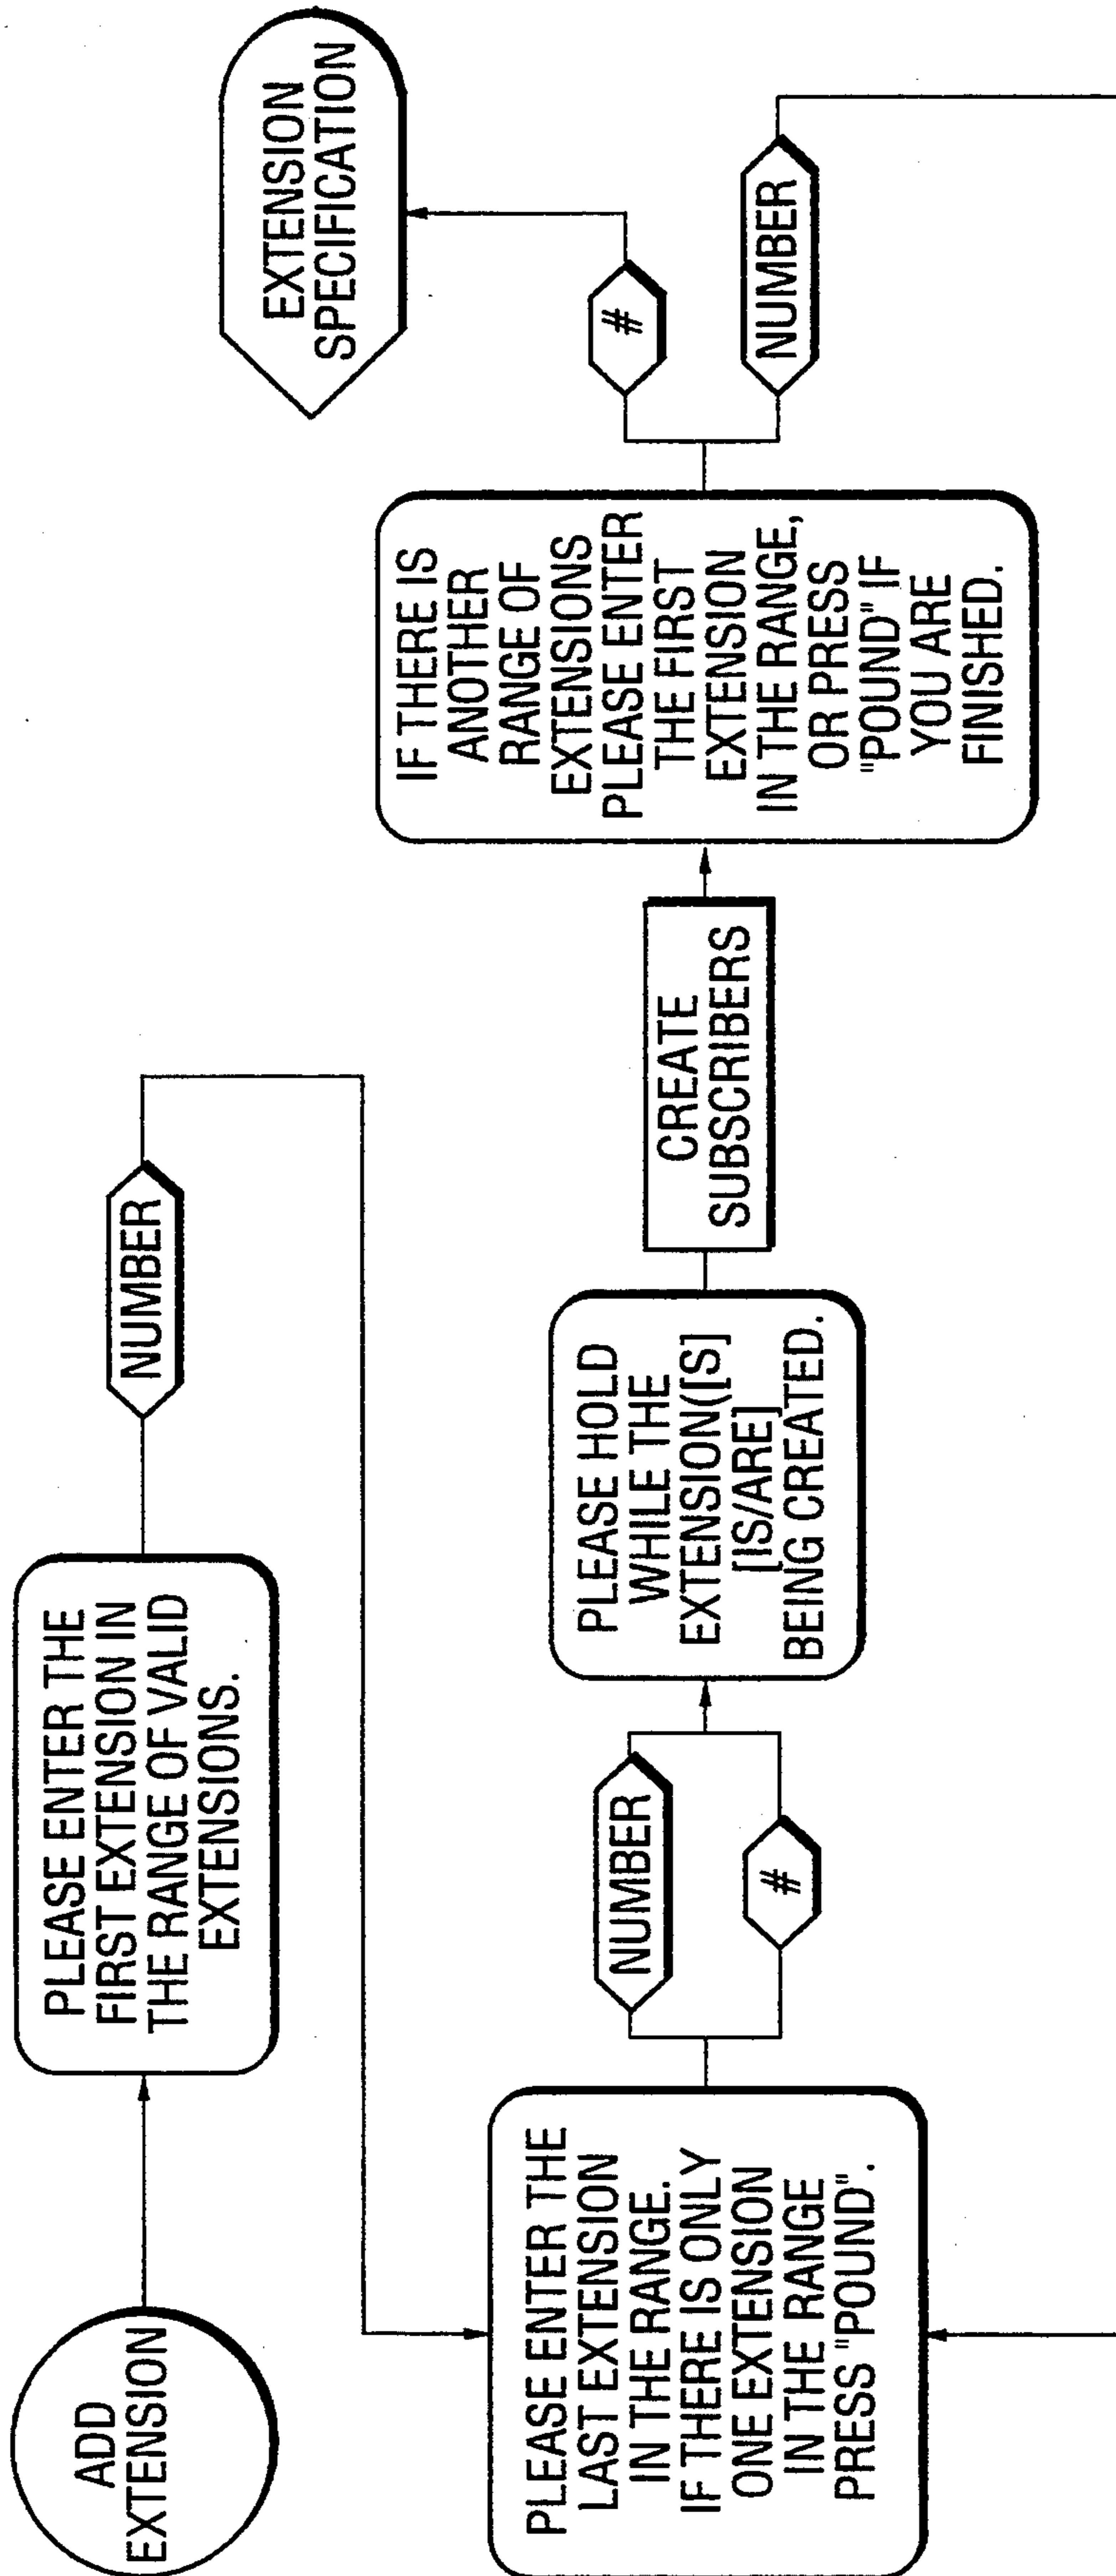 ADD
EXTENSION
PLEASE ENTER THE
FIRST EXTENSION IN
THE RANGE OF VALID
EXTENSIONS.
NUMBER
PLEASE ENTER THE
LAST EXTENSION
IN THE RANGE.
IF THERE IS ONLY
ONE EXTENSION
IN THE RANGE
PRESS "POUND".
NUMBER
#
PLEASE HOLD
WHILE THE
EXTENSION([S]
[IS/ARE]
BEING CREATED.
CREATE
SUBSCRIBERS
IF THERE IS
ANOTHER
RANGE OF
EXTENSIONS
PLEASE ENTER
THE FIRST
EXTENSION
IN THE RANGE,
OR PRESS
"POUND" IF
YOU ARE
FINISHED.
#
NUMBER
EXTENSION
SPECIFICATION